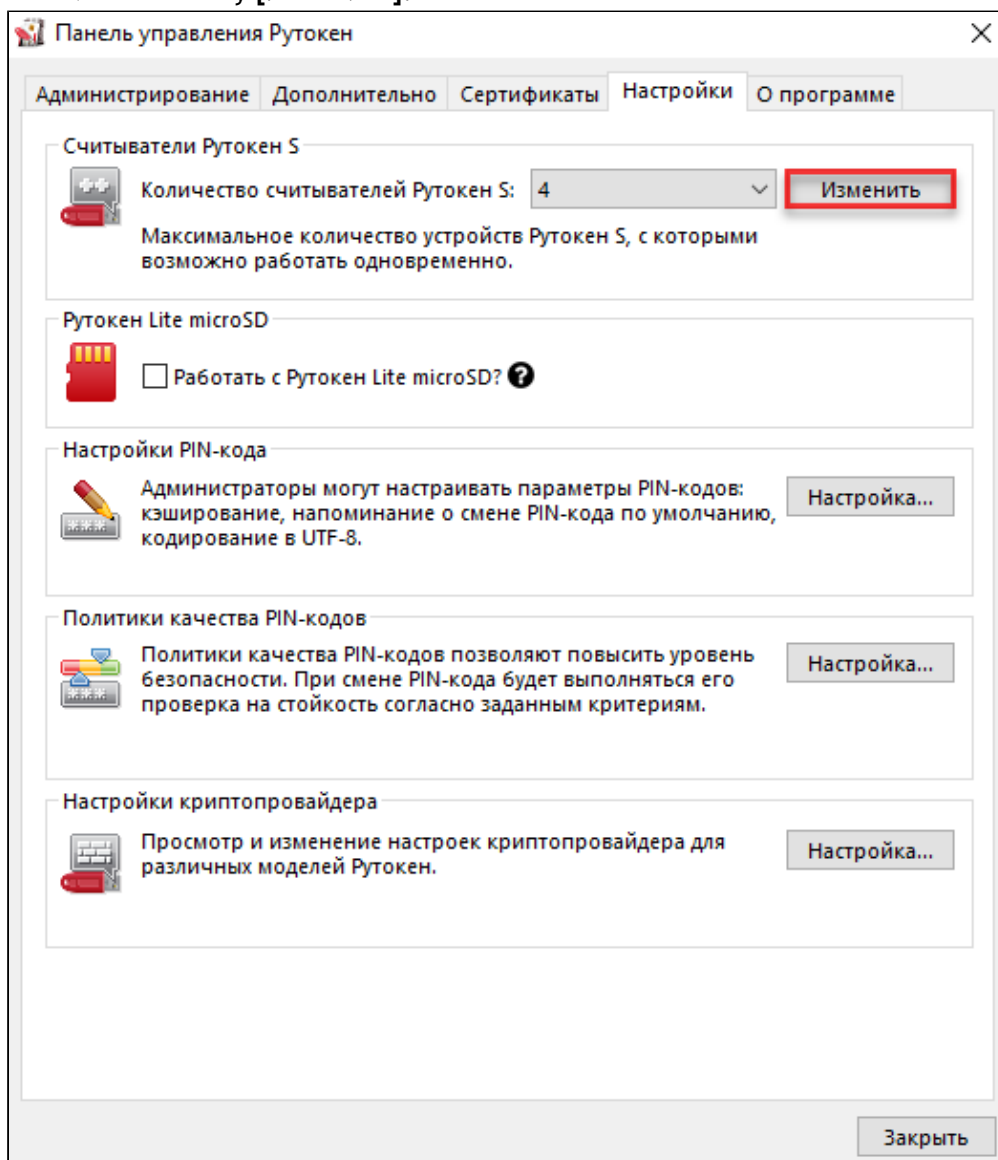 Панель управления Рутокен
Администрирование Дополнительно Сертификаты Настройки О программе
Считыватели Рутокен S
Количество считывателей Рутокен S: 4 Изменить
Максимальное количество устройств Рутокен S, с которыми
возможно работать одновременно.
Рутокен Lite microSD
Работать с Рутокен Lite microSD? ?
Настройки PIN-кода
Администраторы могут настраивать параметры PIN-кодов:
кэширование, напоминание о смене PIN-кода по умолчанию,
кодирование в UTF-8.
Настройка...
Политики качества PIN-кодов
Политики качества PIN-кодов позволяют повысить уровень
безопасности. При смене PIN-кода будет выполняться его
проверка на стойкость согласно заданным критериям.
Настройка...
Настройки криптопровайдера
Просмотр и изменение настроек криптопровайдера для
различных моделей Рутокен.
Настройка...
Закрыть